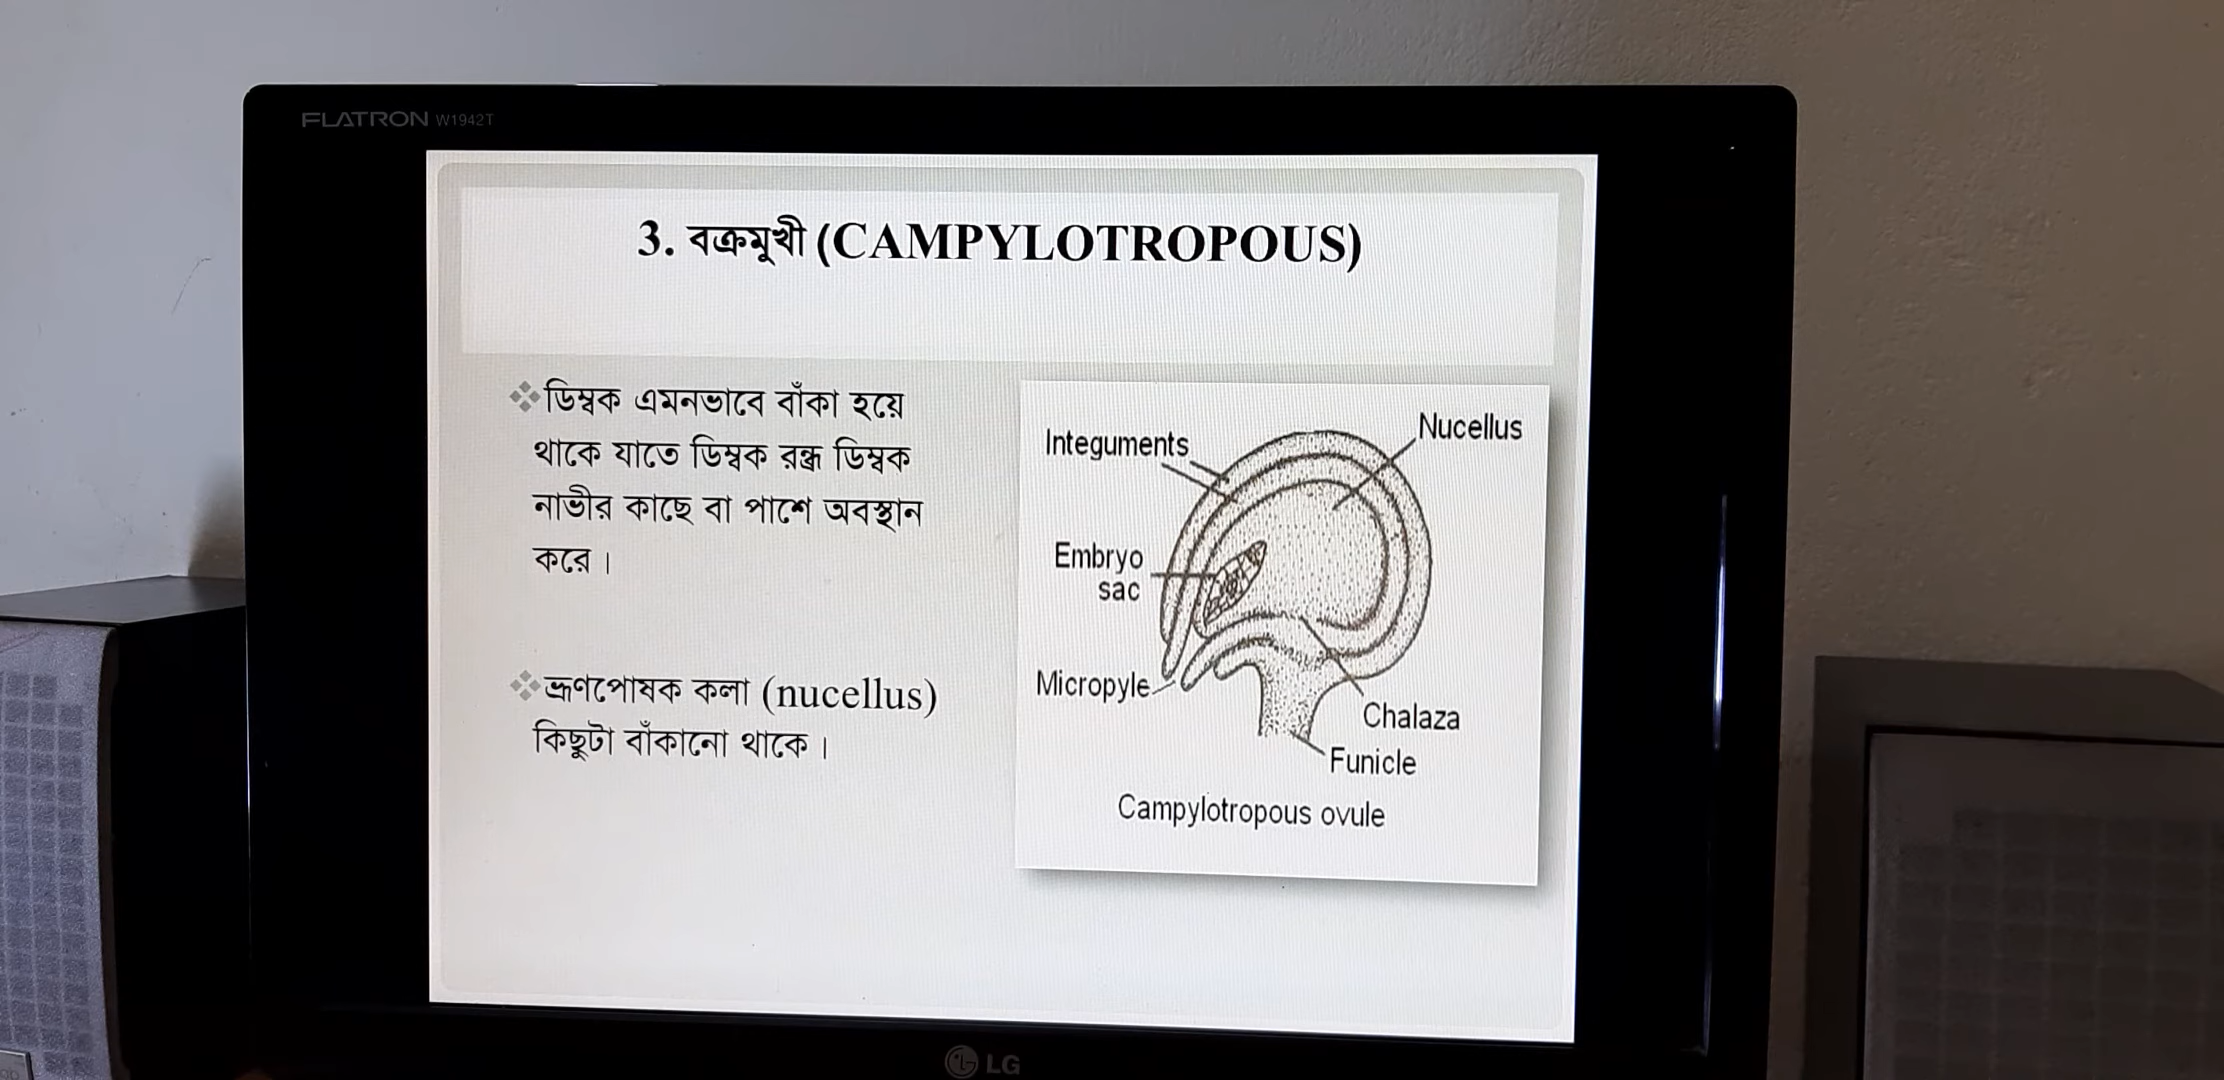 FLATRON W1942T
3. বক্রমূখী (CAMPYLOTROPOUS)
ডিম্বক এমনভাবে বাঁকা হয়ে
থাকে যাতে ডিম্বক রন্ধ্র ডিম্বক
নাভীর কাছে বা পাশে অবস্থান
করে।
ভ্রূণপোষক কলা (nucellus)
কিছুটা বাঁকানো থাকে।
Integuments
Nucellus
Embryo
sac
Micropyle
Chalaza
Funicle
Campylotropous ovule
LG